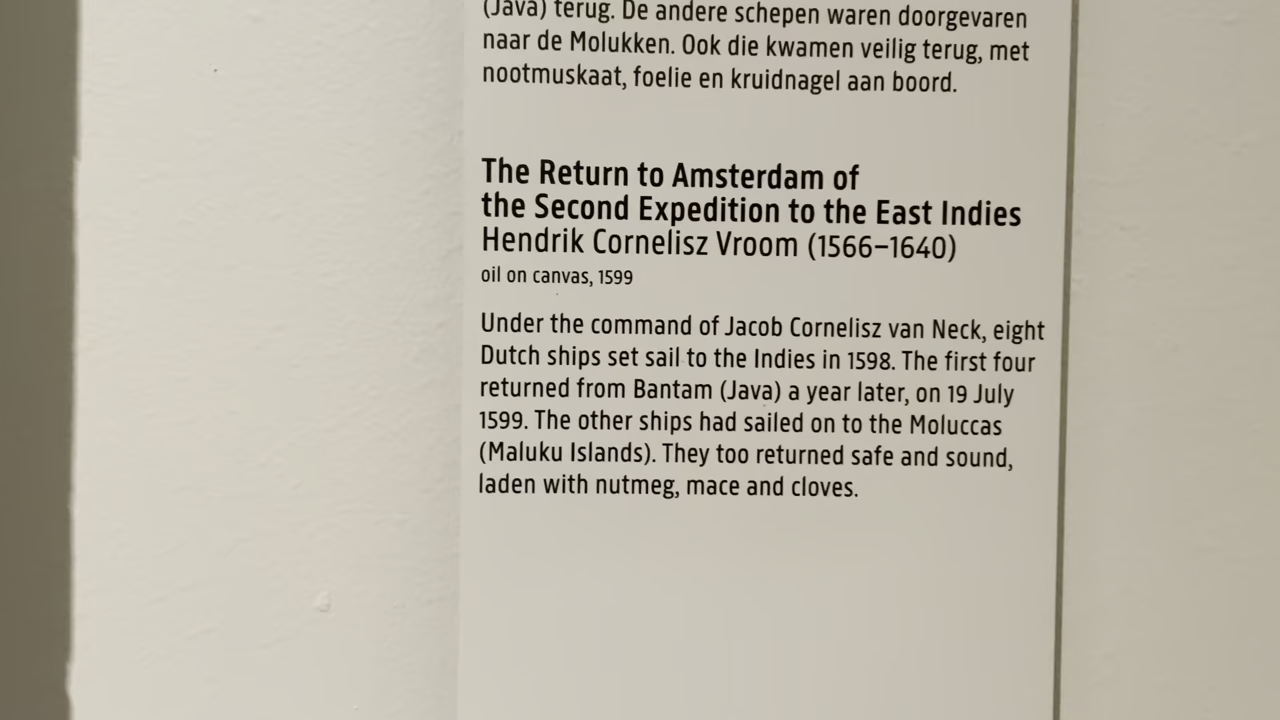 (Java) terug. De andere schepen waren doorgevaren
naar de Molukken. Ook die kwamen veilig terug, met
nootmuskaat, foelie en kruidnagel aan boord.
The Return to Amsterdam of
the Second Expedition to the East Indies
Hendrik Cornelisz Vroom (1566–1640)
oil on canvas, 1599
Under the command of Jacob Cornelisz van Neck, eight
Dutch ships set sail to the Indies in 1598. The first four
returned from Bantam (Java) a year later, on 19 July
1599. The other ships had sailed on to the Moluccas
(Maluku Islands). They too returned safe and sound,
laden with nutmeg, mace and cloves.